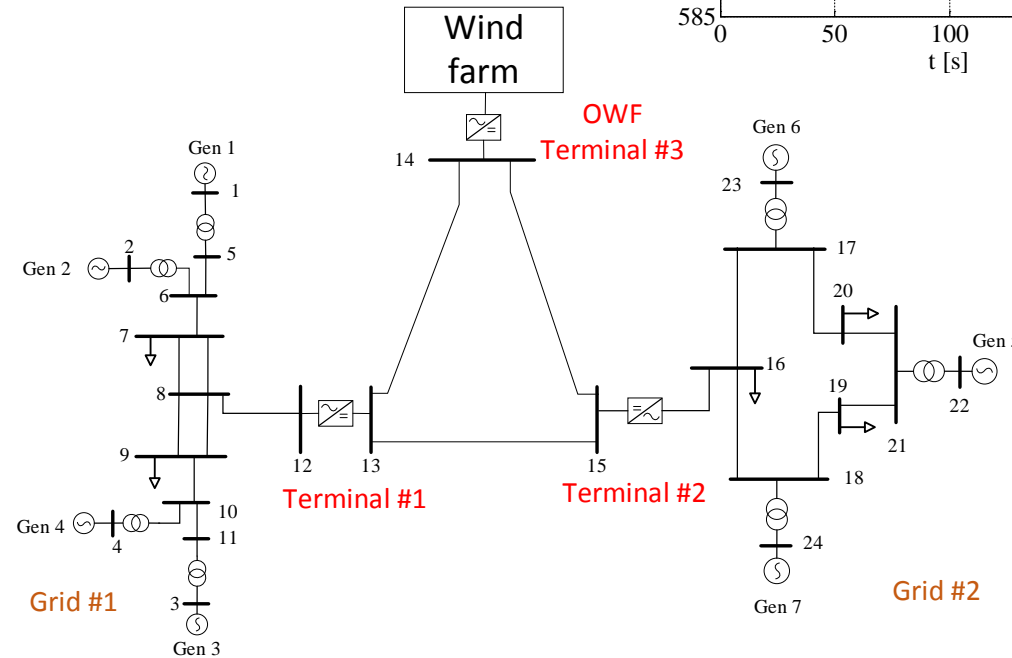 585
0
50
100
t [s]
Wind
farm
OWF
Terminal #3
14
Gen 1
1
5
Gen 2
2
6
7
8
9
10
11
Gen 4
4
3
Gen 3
Grid #1
12
13
15
Terminal #1
Terminal #2
Gen 6
23
17
20
16
19
21
22
Gen
18
24
Gen 7
Grid #2